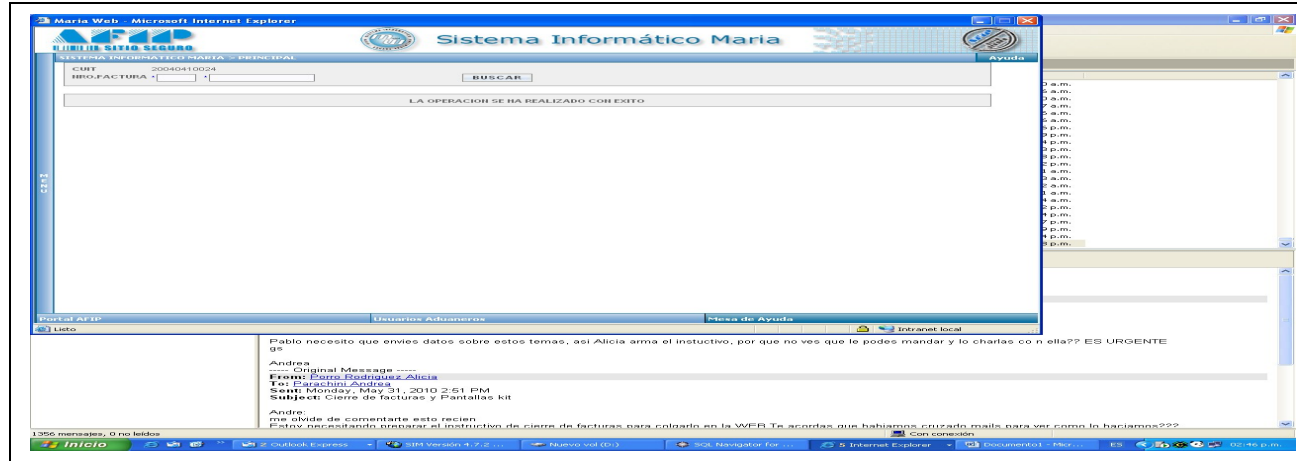 Maria Web - Microsoft Internet Explorer
AFIP
SITIO SEGURO
Sistema Informático Maria
SISTEMA INFORMATICO MARIA > PRINCIPAL
Ayuda
CUIT 20040410024
NRO.FACTURA
BUSCAR
LA OPERACION SE HA REALIZADO CON EXITO
MENU
Portal AFIP
Usuarios Aduaneros
Mesa de Ayuda
Listo
Intranet local
Pablo necesito que envies datos sobre estos temas, asi Alicia arma el instuctivo, por que no ves que le podes mandar y lo charlas co n ella?? ES URGENTE
gs
Andrea
----- Original Message -----
From: Porro Rodriguez Alicia
To: Parachini Andrea
Sent: Monday, May 31, 2010 2:51 PM
Subject: Cierre de facturas y Pantallas kit
Andre:
me olvide de comentarte esto recien
Estoy necesitando preparar el instructivo de cierre de facturas para colgarlo en la WEB Te acordas que habiamos cruzado mails para ver como lo haciamos???
1356 mensajes, 0 no leídos
Con conexión
Inicio
2 Outlook Express
SIM Versión 4.7.2 ...
Nuevo vol (D:)
SQL Navigator for ...
5 Internet Explorer
Documento1 - Micr...
ES
02:46 p.m.